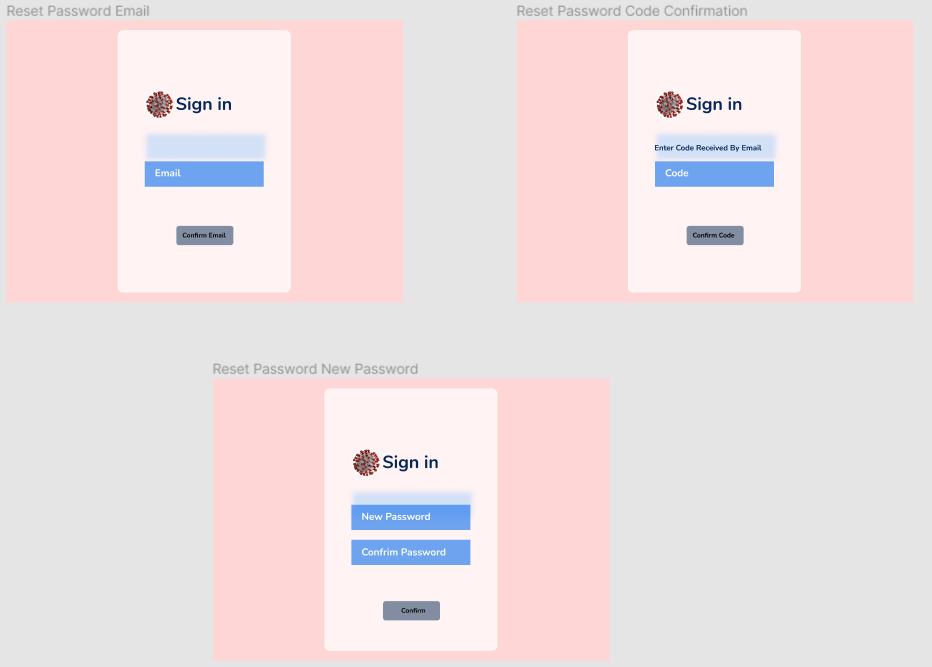 Reset Password Email
Sign in
Email
Confirm Email
Reset Password Code Confirmation
Sign in
Enter Code Received By Email
Code
Confirm Code
Reset Password New Password
Sign in
New Password
Confrim Password
Confirm